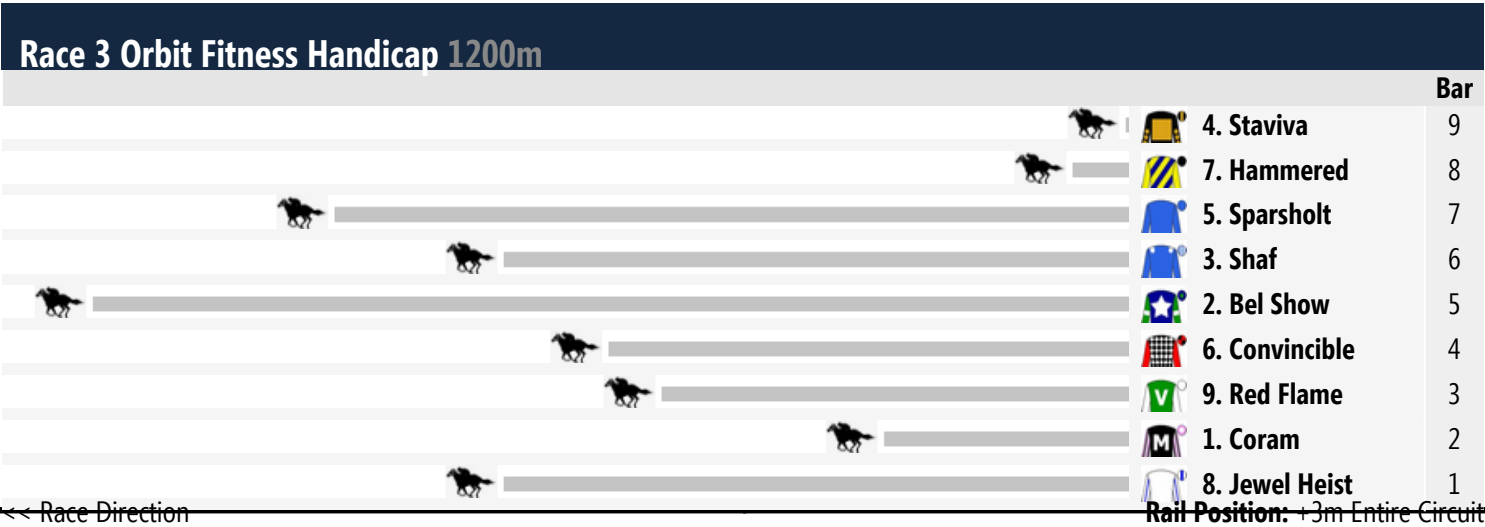 Race 3 Orbit Fitness Handicap 1200m
Bar
4. Staviva 9
7. Hammered 8
5. Sparsholt 7
3. Shaf 6
2. Bel Show 5
6. Convincible 4
V 9. Red Flame 3
M 1. Coram 2
8. Jewel Heist 1
<< Race Direction Rail Position: +3m Entire Circuit